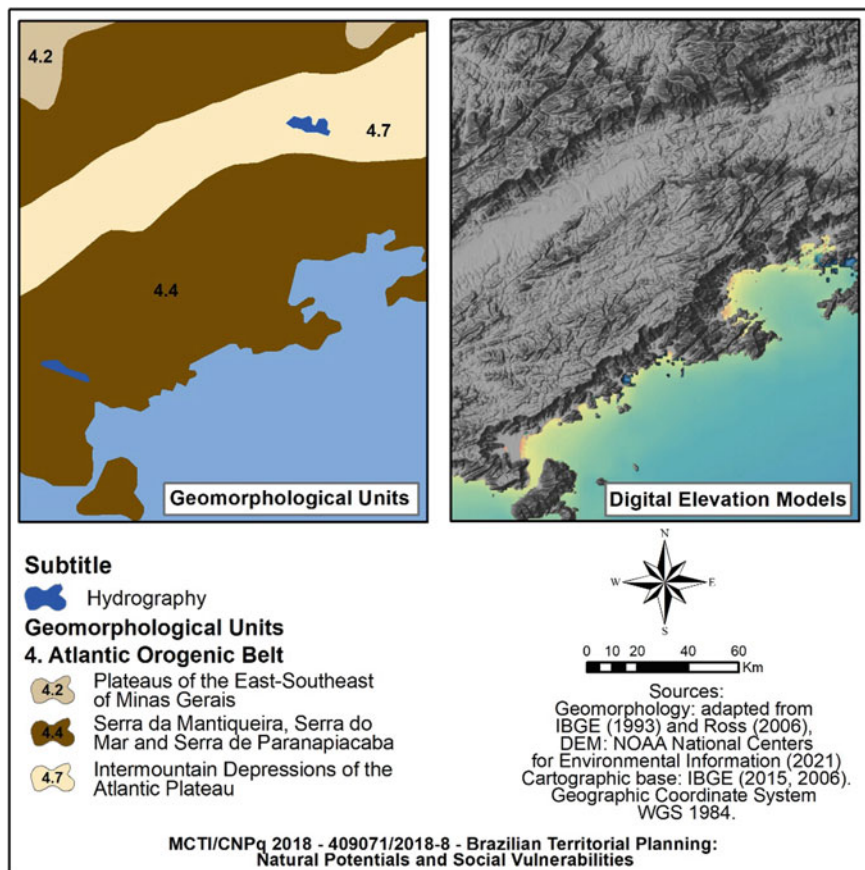 4.2
4.7
4.4
Geomorphological Units
Digital Elevation Models
Subtitle
Hydrography
Geomorphological Units
4. Atlantic Orogenic Belt
4.2
Plateaus of the East-Southeast
of Minas Gerais
4.4
Serra da Mantiqueira, Serra do
Mar and Serra de Paranapiacaba
4.7
Intermountain Depressions of the
Atlantic Plateau
N
W
E
S
0 10 20 40 60
Km
Sources:
Geomorphology: adapted from
IBGE (1993) and Ross (2006),
DEM: NOAA National Centers
for Environmental Information (2021)
Cartographic base: IBGE (2015, 2006).
Geographic Coordinate System
WGS 1984.
MCTI/CNPq 2018 - 409071/2018-8 - Brazilian Territorial Planning:
Natural Potentials and Social Vulnerabilities